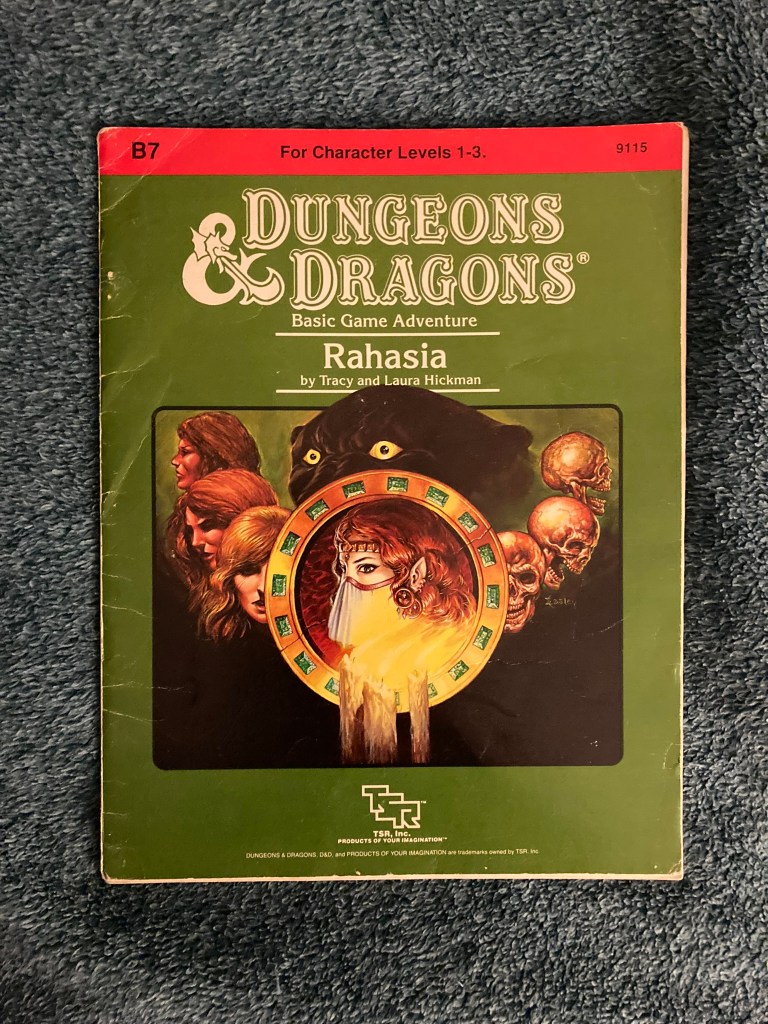 B7 For Character Levels 1-3. 9115
DUNGEONS
& DRAGONS®
Basic Game Adventure
Rahasia
by Tracy and Laura Hickman
Easley
TSR™
TSR, Inc.
PRODUCTS OF YOUR IMAGINATION™
DUNGEONS & DRAGONS, D&D, and PRODUCTS OF YOUR IMAGINATION are trademarks owned by TSR, Inc.